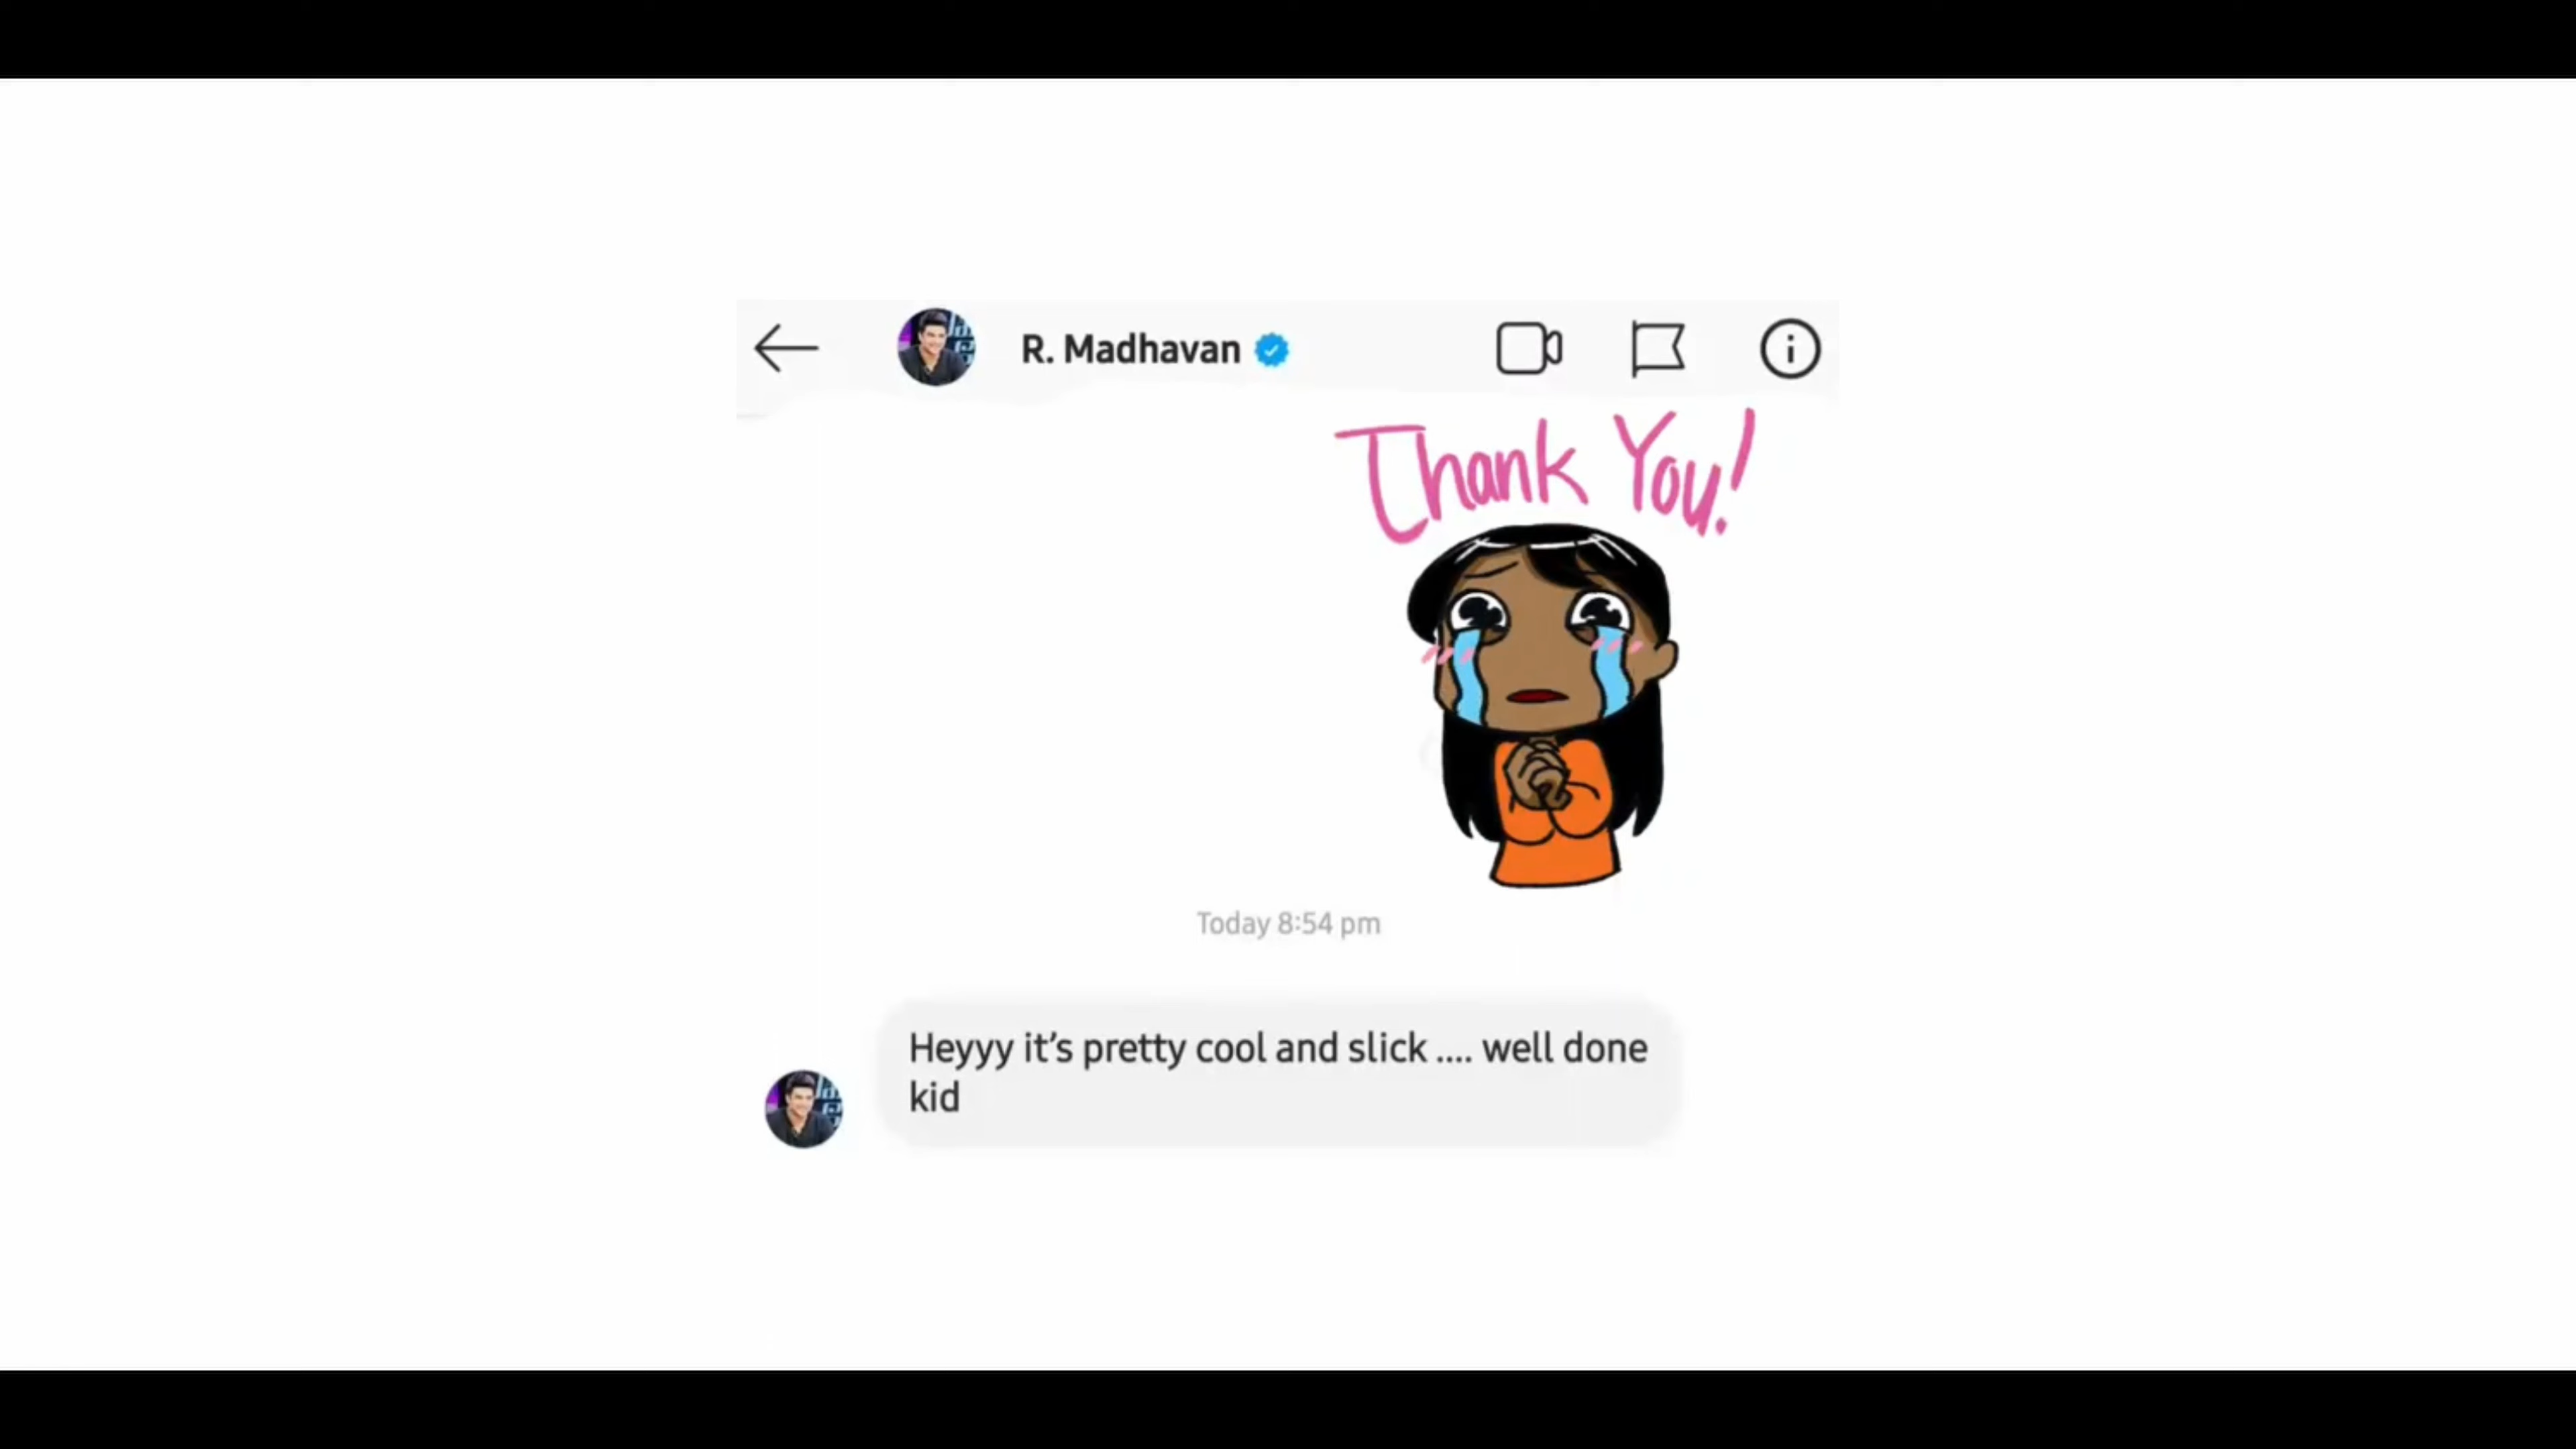 R. Madhavan
Thank You!
Today 8:54 pm
Heyyy it's pretty cool and slick .... well done
kid